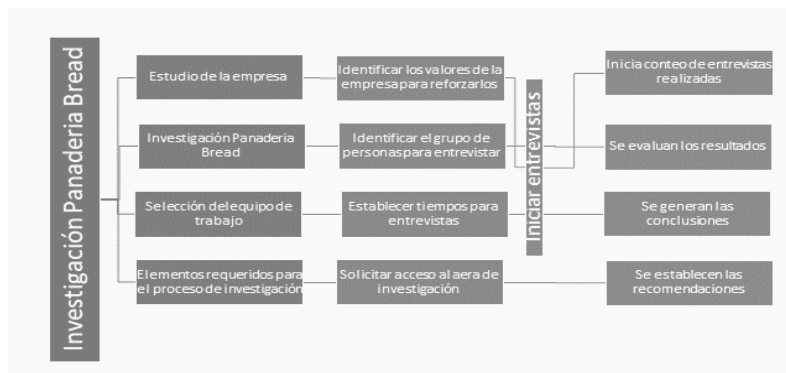 Investigación Panaderia Bread
Estudio de la empresa
Identificar los valores de la
empresa para reforzarlos
Inicia conteo de entrevistas
realizadas
Investigación Panaderia
Bread
Identificar el grupo de
personas para entrevistar
Iniciar entrevistas
Se evaluan los resultados
Selección del equipo de
trabajo
Establecer tiempos para
entrevistas
Se generan las
conclusiones
Elementos requeridos para
el proceso de investigación
Solicitar acceso al aera de
investigación
Se establecen las
recomendaciones